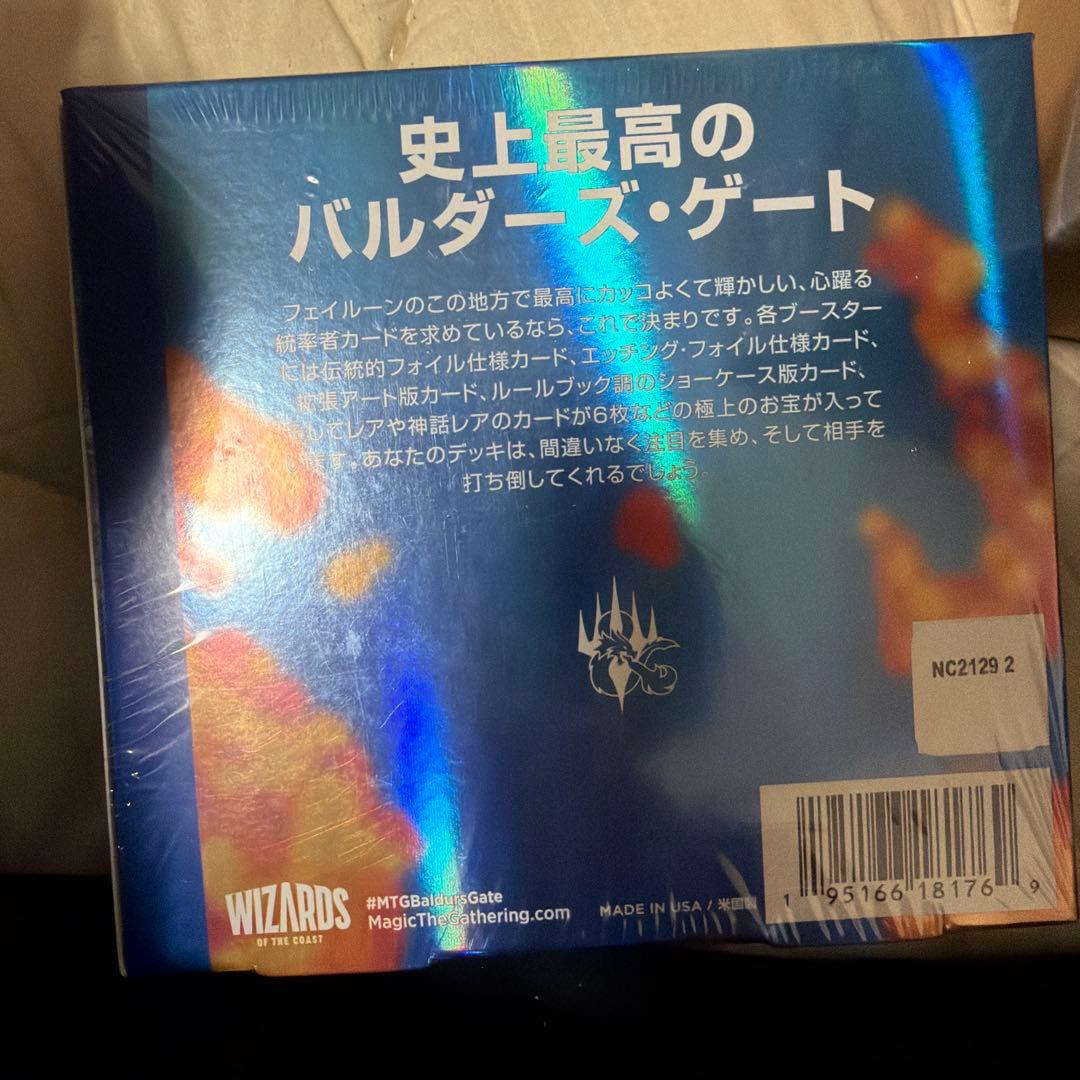 史上最高の
バルダーズ・ゲート
フェイルーンのこの地方で最高にカッコよくて輝かしい、心躍る
統率者カードを求めているなら、これで決まりです。各ブースター
には伝統的フォイル仕様カード、エッチング・フォイル仕様カード、
拡張アート版カード、ルールブック調のショーケース版カード、
してレアや神話レアのカードが6枚などの極上のお宝が入って
います。あなたのデッキは、間違いなく注目を集め、そして相手を
打ち倒してくれるでしょう。
NC2129 2
1 95166 18176 9
WIZARDS
OF THE COAST
#MTGBaldursGate
MagicTheGathering.com
MADE IN USA / 米国製